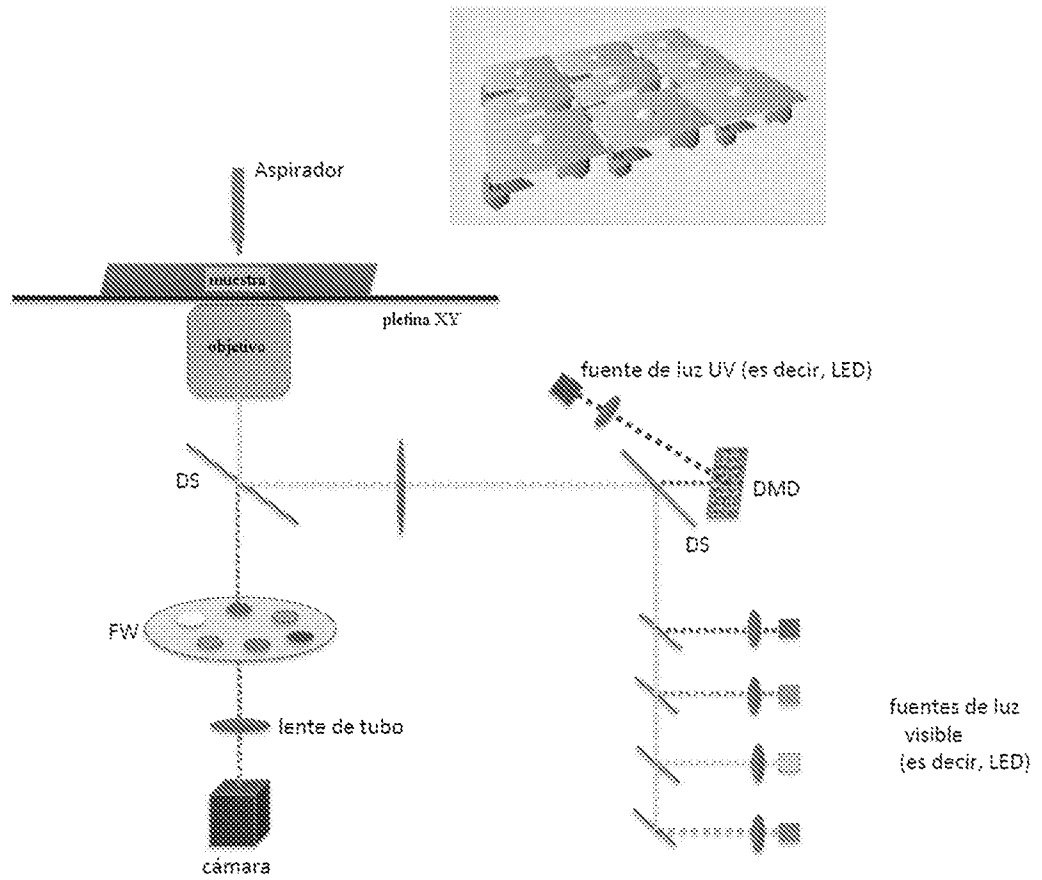 Aspirador
muestra
pletina XY
objetivo
fuente de luz UV (es decir, LED)
DS
DMD
DS
FW
lente de tubo
fuentes de luz
visible
(es decir, LED)
cámara